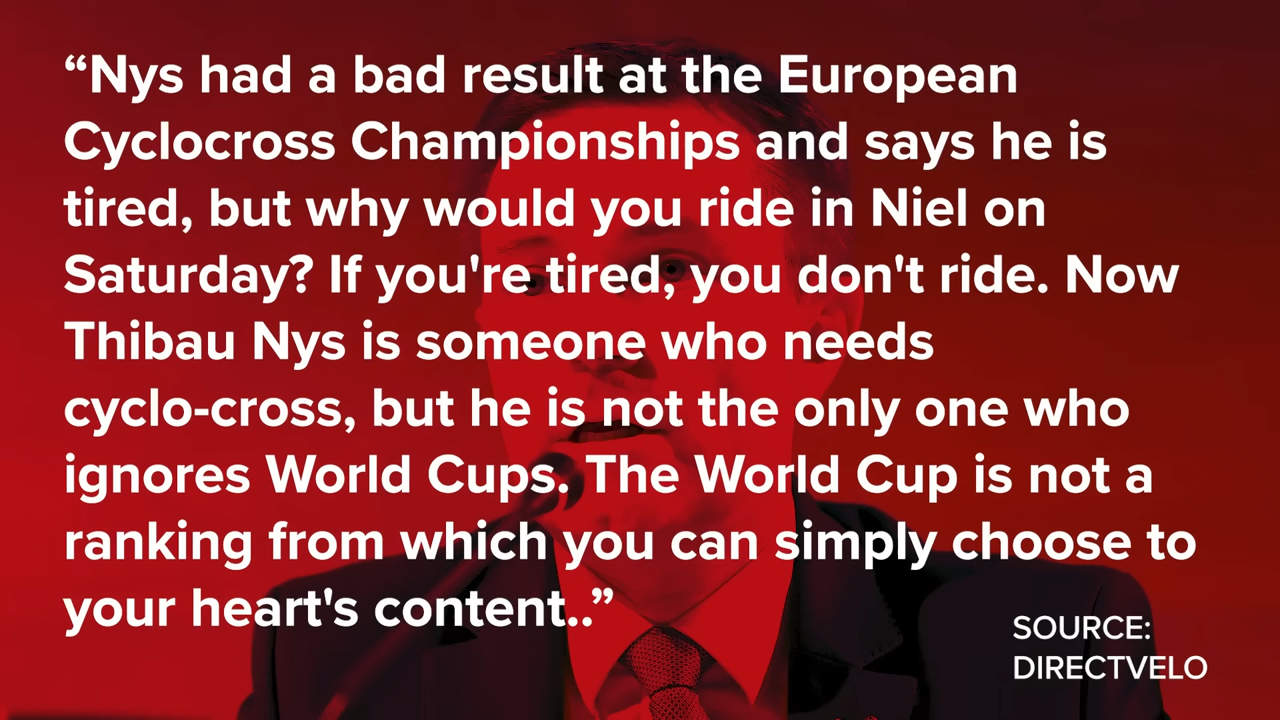 “Nys had a bad result at the European
Cyclocross Championships and says he is
tired, but why would you ride in Niel on
Saturday? If you're tired, you don't ride. Now
Thibau Nys is someone who needs
cyclo-cross, but he is not the only one who
ignores World Cups. The World Cup is not a
ranking from which you can simply choose to
your heart's content..”
SOURCE:
DIRECTVELO